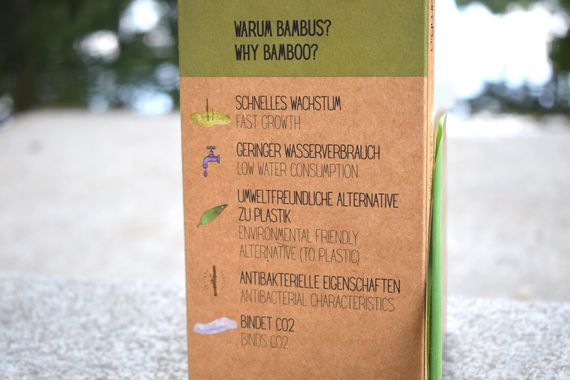 WARUM BAMBUS?
WHY BAMBOO?
SCHNELLES WACHSTUM
FAST GROWTH
GERINGER WASSERVERBRAUCH
LOW WATER CONSUMPTION
UMWELTFREUNDLICHE ALTERNATIVE
ZU PLASTIK
ENVIRONMENTAL FRIENDLY
ALTERNATIVE (TO PLASTIC)
ANTIBAKTERIELLE EIGENSCHAFTEN
ANTIBACTERIAL CHARACTERISTICS
BINDET CO2
BINDS CO2